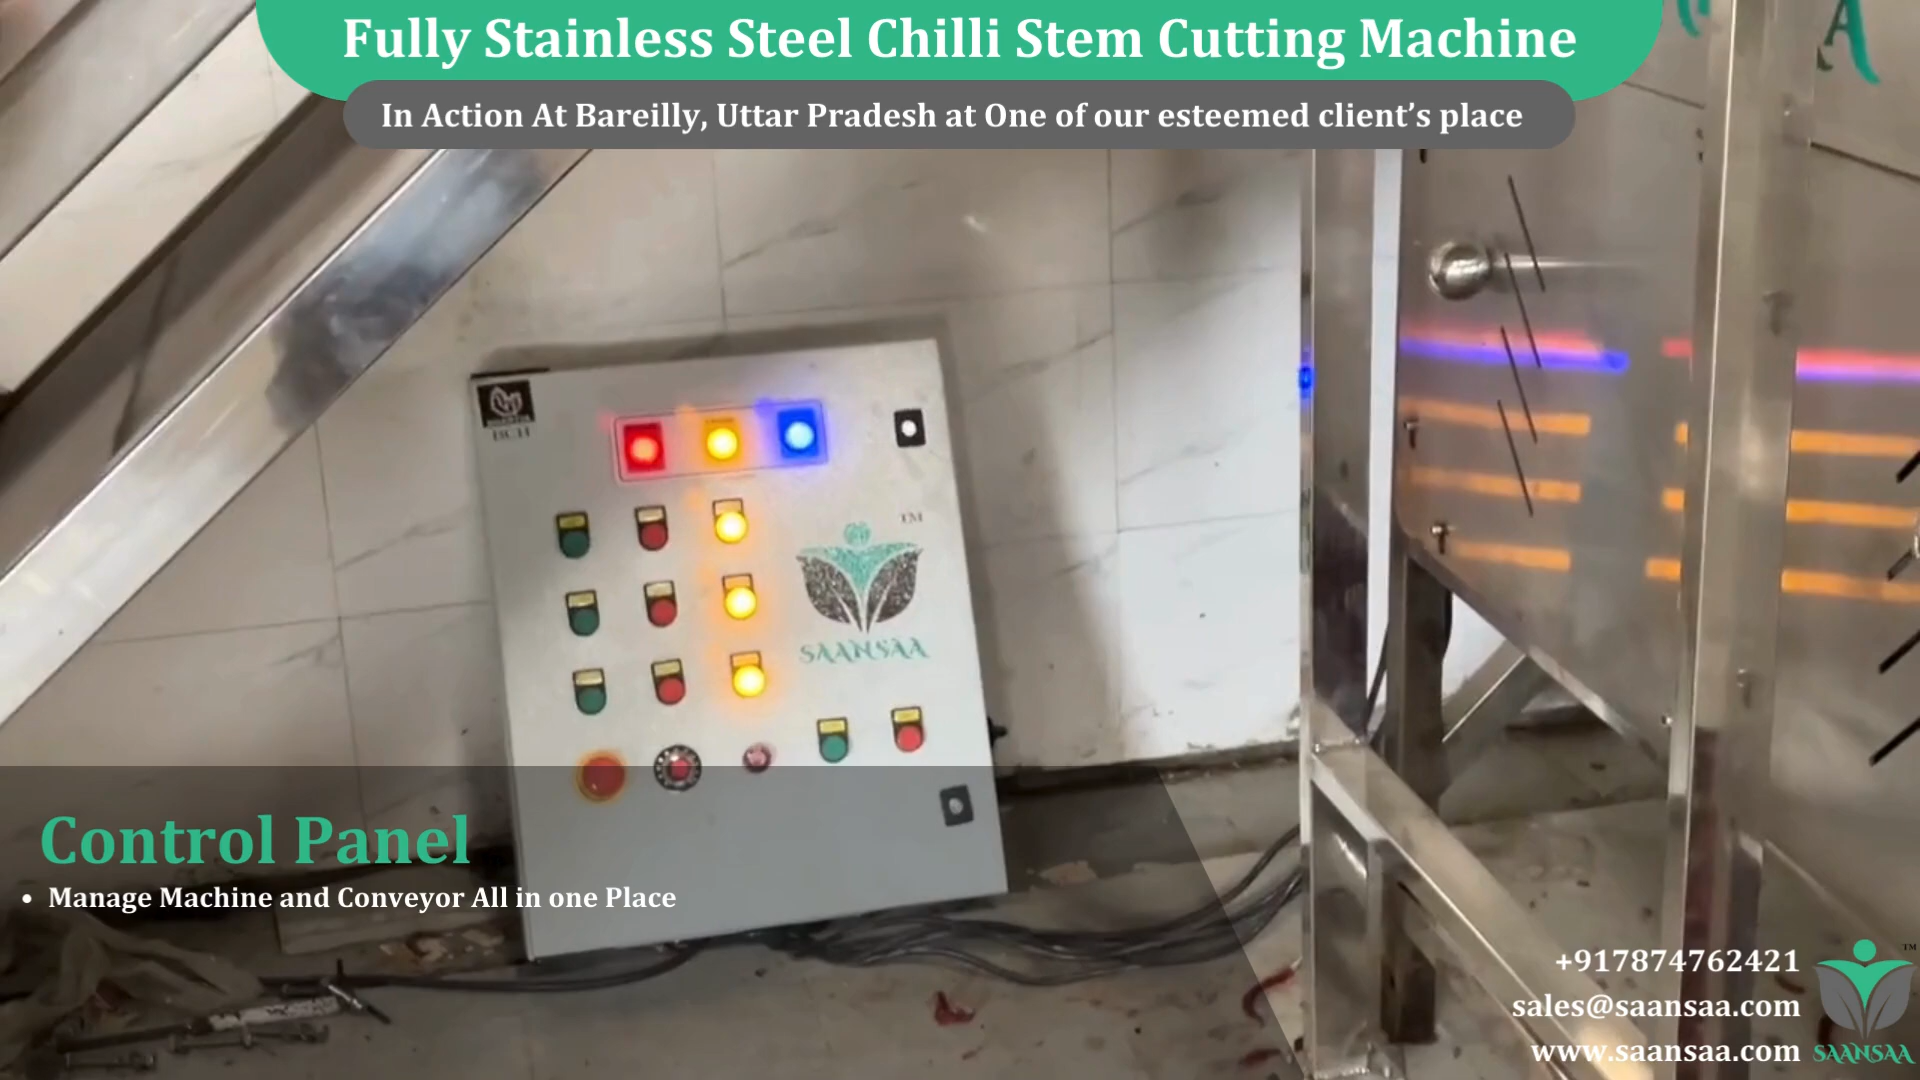 Fully Stainless Steel Chilli Stem Cutting Machine
In Action At Bareilly, Uttar Pradesh at One of our esteemed client’s place
A
BCH
TM
SAANSAA
Control Panel
• Manage Machine and Conveyor All in one Place
+917874762421
sales@saansaa.com
www.saansaa.com
TM
SAANSAA